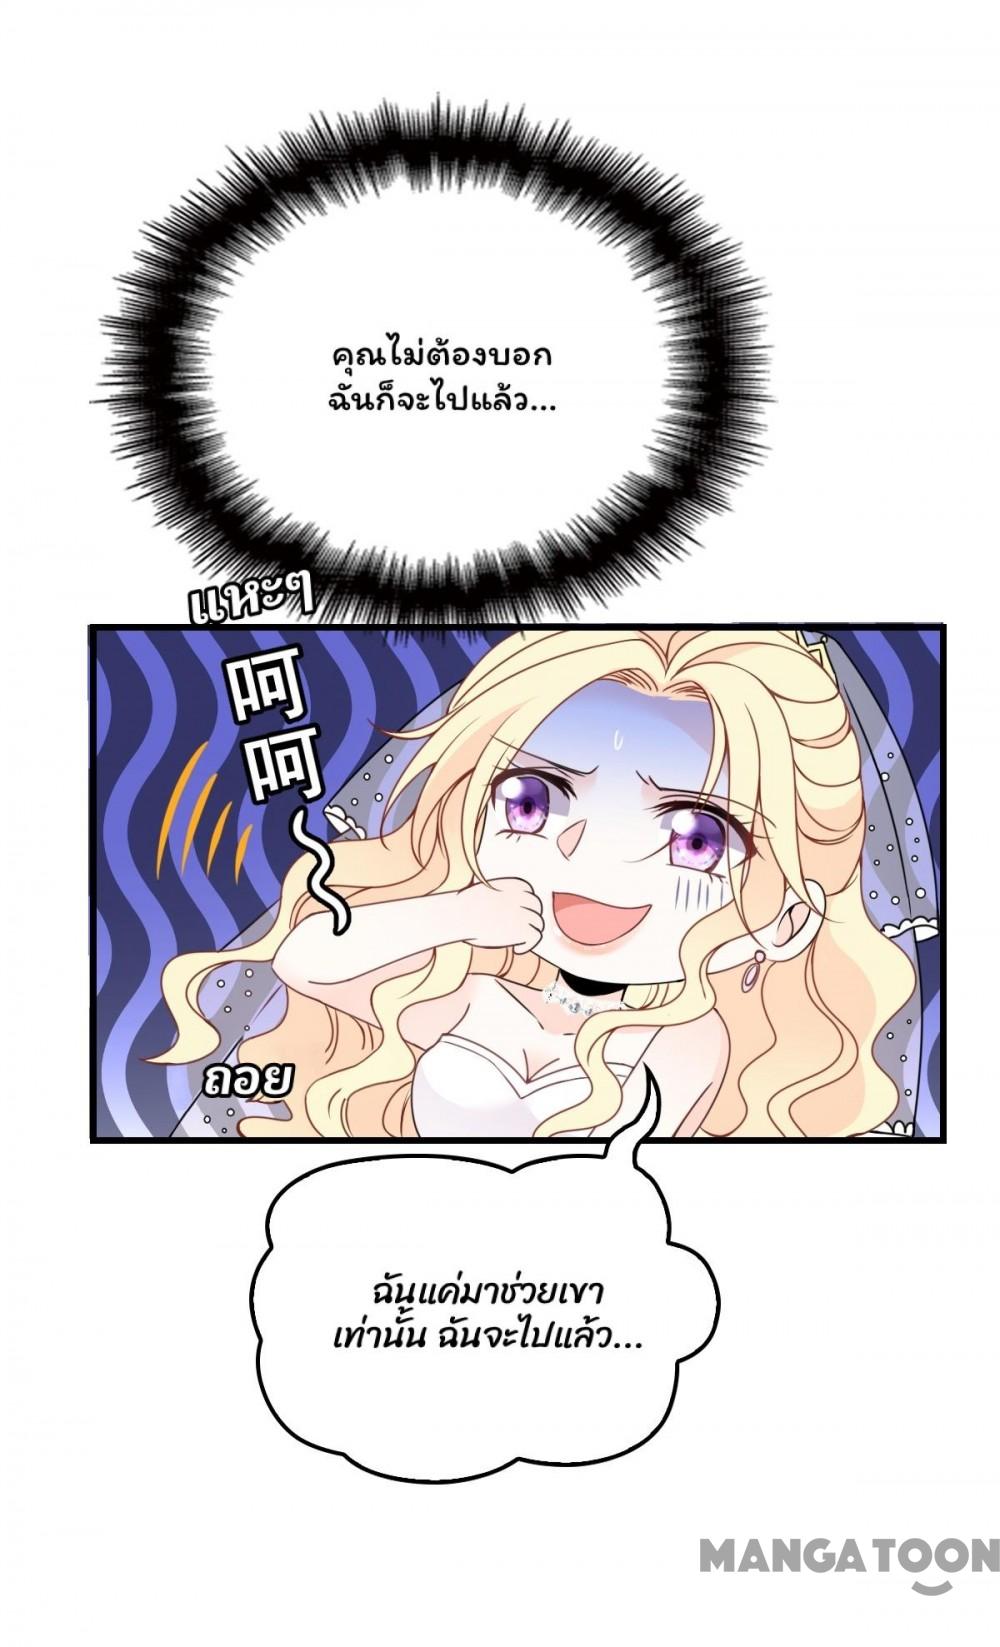 คุณไม่ต้องบอก
ฉันก็จะไปแล้ว...
แหะๆ
呵
呵
ถอย
ฉันแค่มาช่วยเขา
เท่านั้น ฉันจะไปแล้ว...
MANGATOON